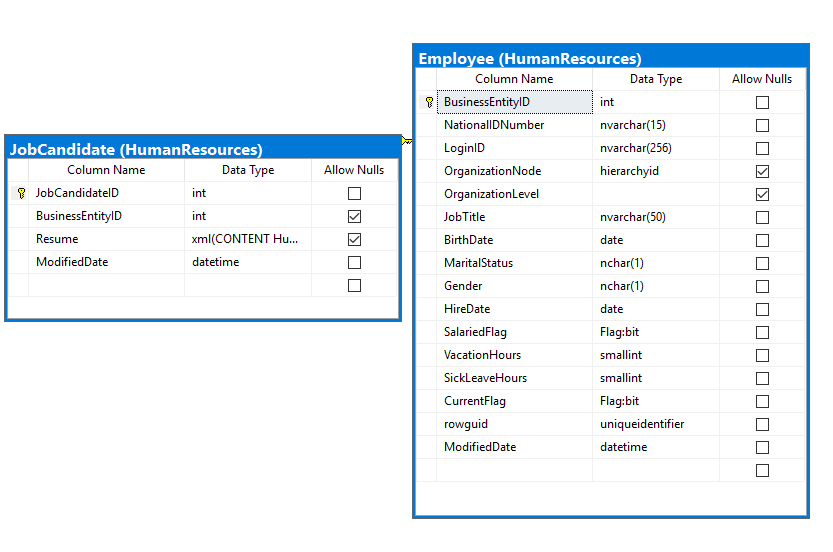 JobCandidate (HumanResources)
Column Name Data Type Allow Nulls
JobCandidateID int
BusinessEntityID int
Resume xml(CONTENT Hu...
ModifiedDate datetime
Employee (HumanResources)
Column Name Data Type Allow Nulls
BusinessEntityID int
NationalIDNumber nvarchar(15)
LoginID nvarchar(256)
OrganizationNode hierarchyid
OrganizationLevel
JobTitle nvarchar(50)
BirthDate date
MaritalStatus nchar(1)
Gender nchar(1)
HireDate date
SalariedFlag Flag:bit
VacationHours smallint
SickLeaveHours smallint
CurrentFlag Flag:bit
rowguid uniqueidentifier
ModifiedDate datetime